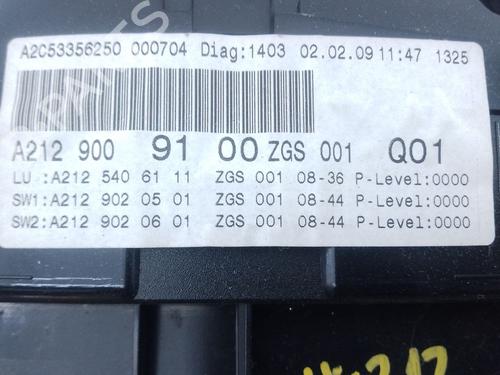 A2C53356250 000704 Diag:1403 02.02.09 11:47 1325
A212 900 91 00 ZGS 001 Q01
LU :A212 540 61 11 ZGS 001 08-36 P-Level:0000
SW1:A212 902 05 01 ZGS 001 08-44 P-Level:0000
SW2:A212 902 06 01 ZGS 001 08-44 P-Level:0000